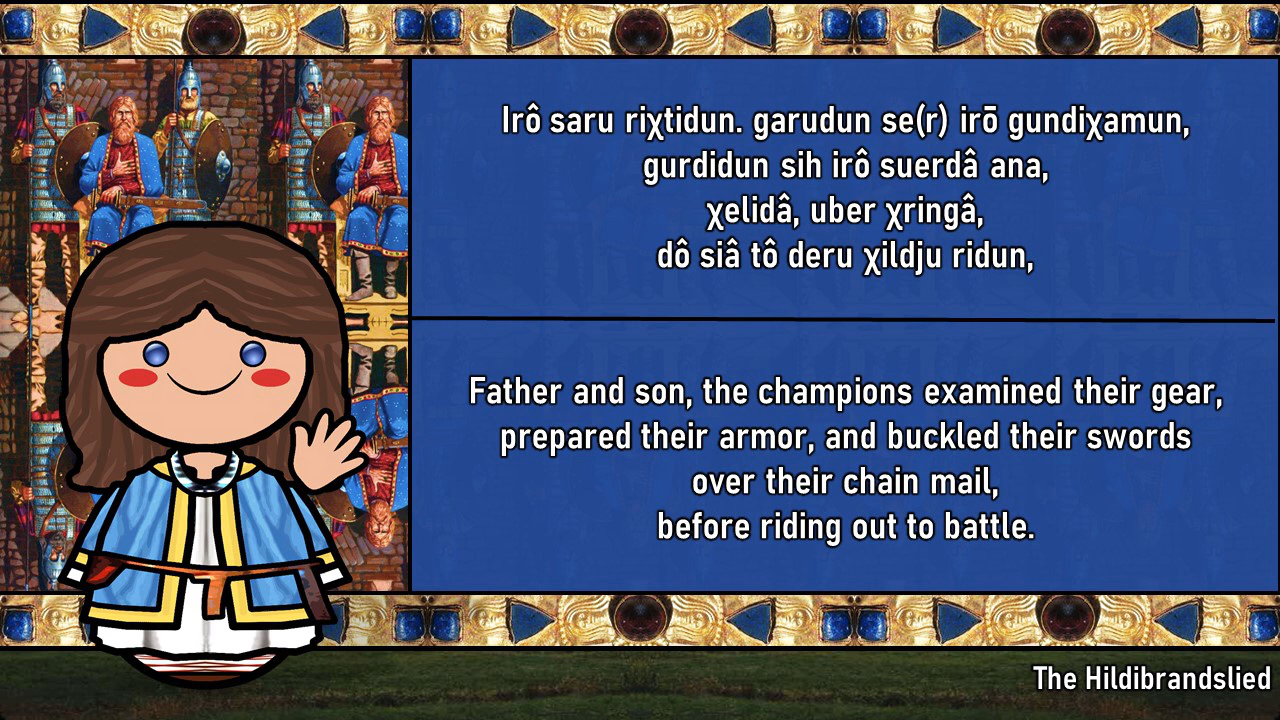 Irô saru riχtidun. garudun se(r) irō gundiχamun,
gurdidun sih irô suerdâ ana,
χelidâ, uber χringâ,
dô siâ tô deru χildju ridun,
Father and son, the champions examined their gear,
prepared their armor, and buckled their swords
over their chain mail,
before riding out to battle.
The Hildibrandslied